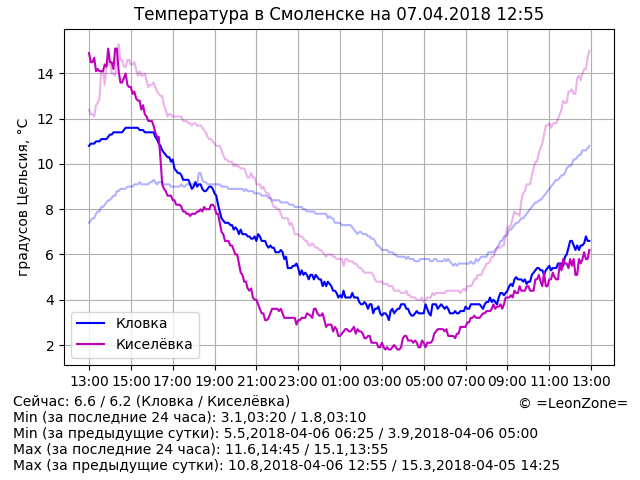 Температура в Смоленске на 07.04.2018 12:55
градусов Цельсия, °C
14
12
10
8
6
4
2
Кловка
Киселёвка
13:00 15:00 17:00 19:00 21:00 23:00 01:00 03:00 05:00 07:00 09:00 11:00 13:00
Сейчас: 6.6 / 6.2 (Кловка / Киселёвка)
© =LeonZone=
Min (за последние 24 часа): 3.1,03:20 / 1.8,03:10
Min (за предыдущие сутки): 5.5,2018-04-06 06:25 / 3.9,2018-04-06 05:00
Max (за последние 24 часа): 11.6,14:45 / 15.1,13:55
Max (за предыдущие сутки): 10.8,2018-04-06 12:55 / 15.3,2018-04-05 14:25